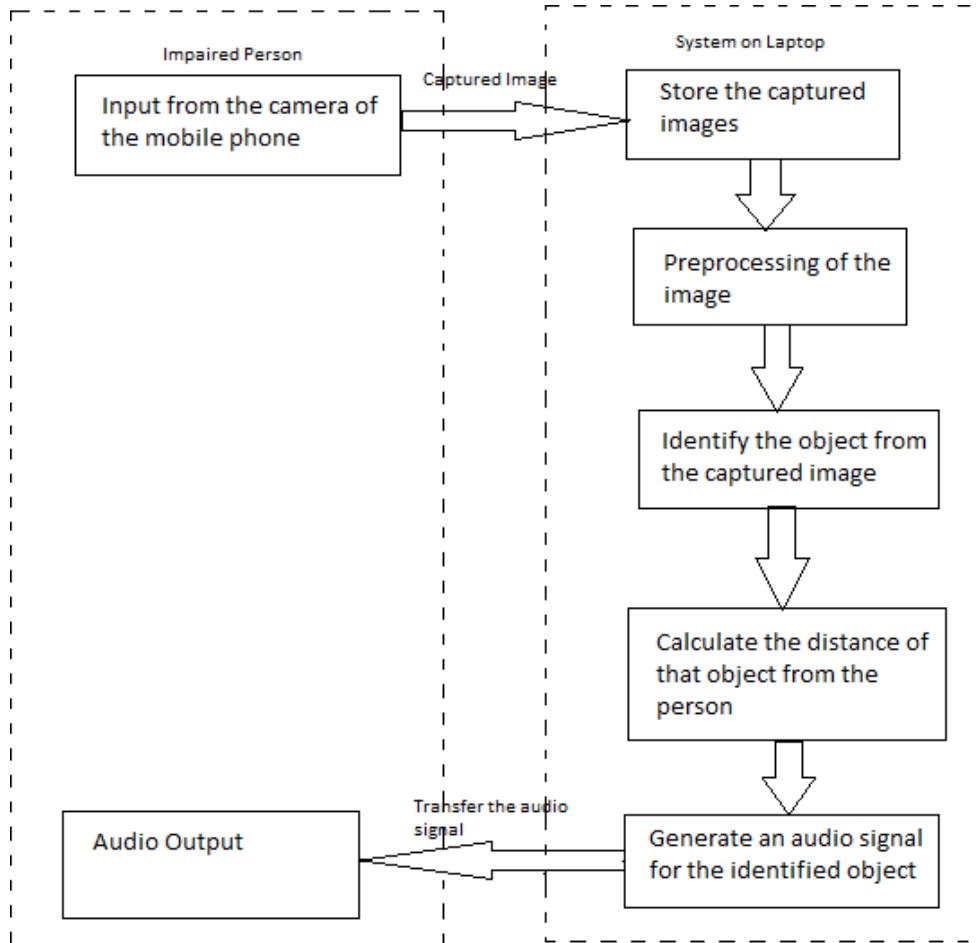 Impaired Person
System on Laptop
Input from the camera of
the mobile phone
Captured Image
Store the captured
images
Preprocessing of the
image
Identify the object from
the captured image
Calculate the distance of
that object from the
person
Generate an audio signal
for the identified object
Transfer the audio
signal
Audio Output